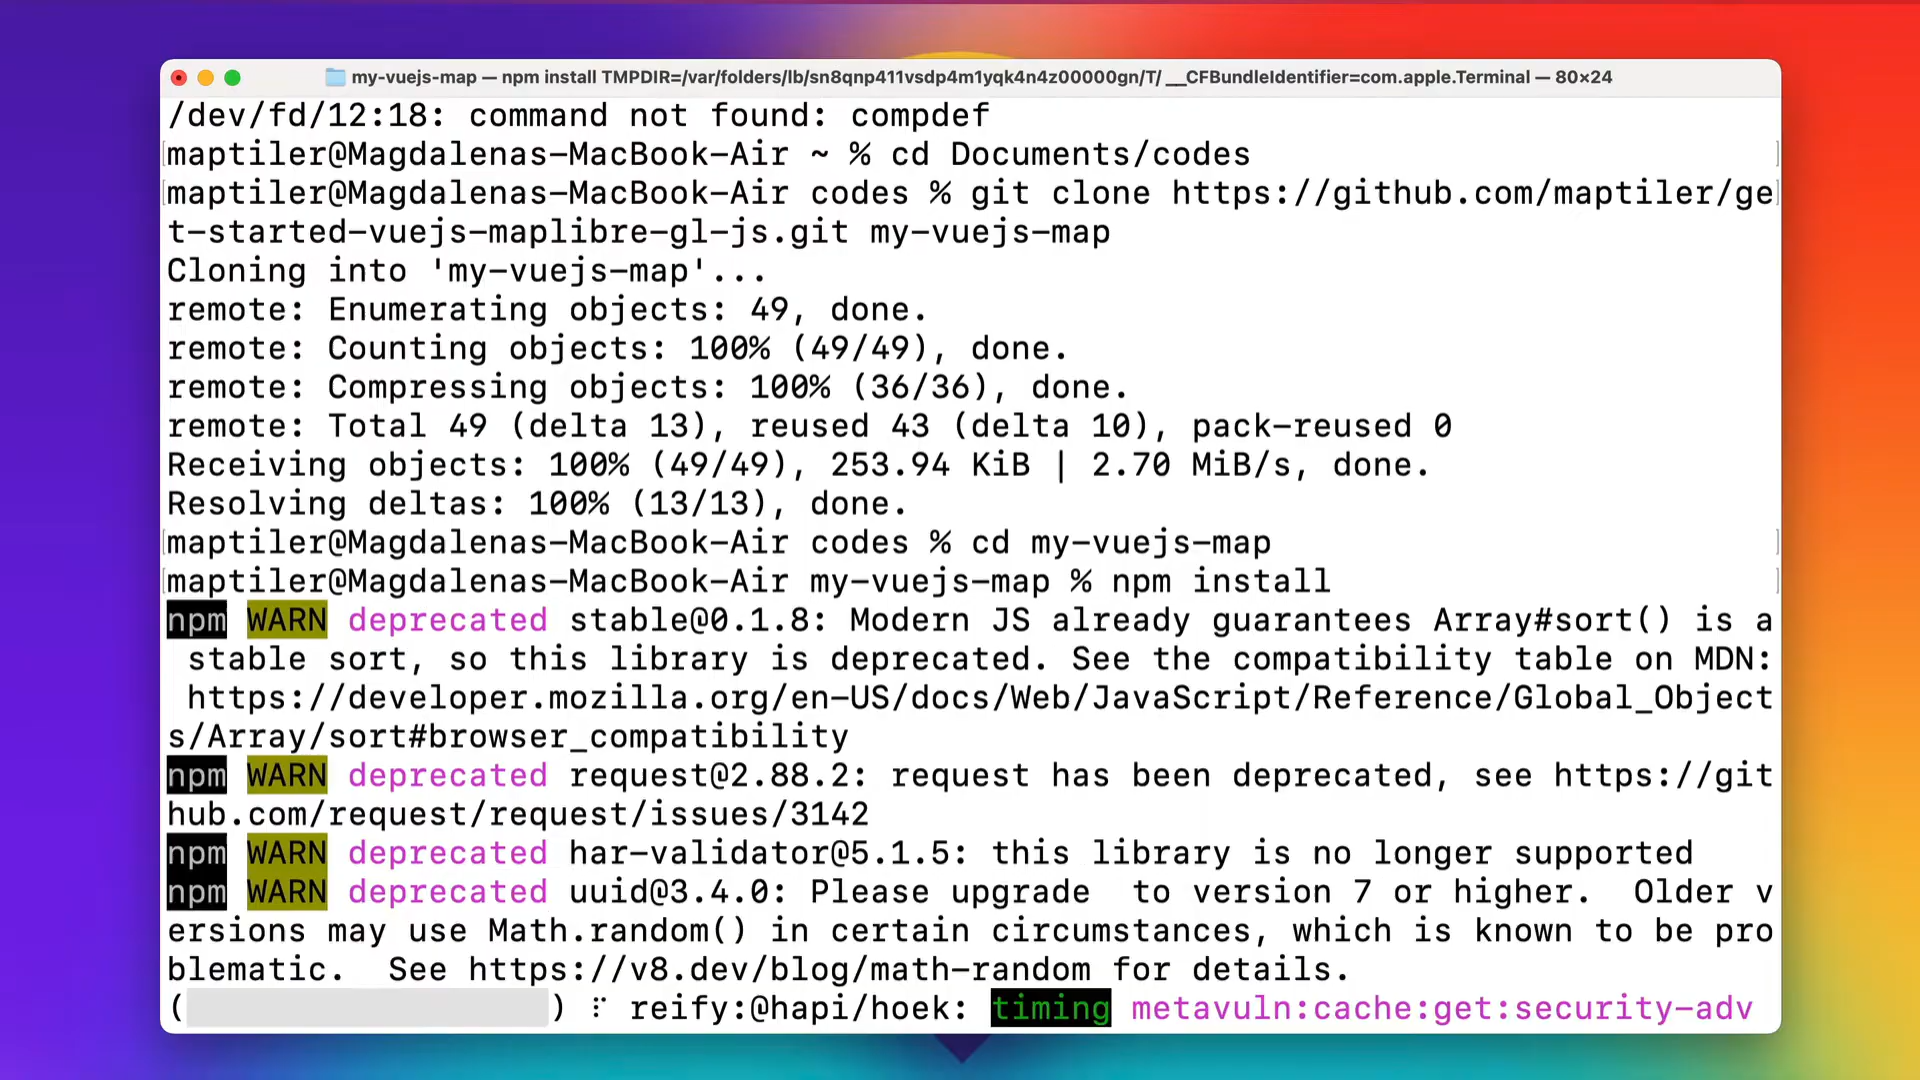 my-vuejs-map — npm install TMPDIR=/var/folders/lb/sn8qnp411vsdp4m1yqk4n4z00000gn/T/ __CFBundleIdentifier=com.apple.Terminal — 80×24
/dev/fd/12:18: command not found: compdef
maptiler@Magdalenas-MacBook-Air ~ % cd Documents/codes
maptiler@Magdalenas-MacBook-Air codes % git clone https://github.com/maptiler/ge
t-started-vuejs-maplibre-gl-js.git my-vuejs-map
Cloning into 'my-vuejs-map'...
remote: Enumerating objects: 49, done.
remote: Counting objects: 100% (49/49), done.
remote: Compressing objects: 100% (36/36), done.
remote: Total 49 (delta 13), reused 43 (delta 10), pack-reused 0
Receiving objects: 100% (49/49), 253.94 KiB | 2.70 MiB/s, done.
Resolving deltas: 100% (13/13), done.
maptiler@Magdalenas-MacBook-Air codes % cd my-vuejs-map
maptiler@Magdalenas-MacBook-Air my-vuejs-map % npm install
npm WARN deprecated stable@0.1.8: Modern JS already guarantees Array#sort() is a
 stable sort, so this library is deprecated. See the compatibility table on MDN:
 https://developer.mozilla.org/en-US/docs/Web/JavaScript/Reference/Global_Object
s/Array/sort#browser_compatibility
npm WARN deprecated request@2.88.2: request has been deprecated, see https://git
hub.com/request/request/issues/3142
npm WARN deprecated har-validator@5.1.5: this library is no longer supported
npm WARN deprecated uuid@3.4.0: Please upgrade  to version 7 or higher.  Older v
ersions may use Math.random() in certain circumstances, which is known to be pro
blematic.  See https://v8.dev/blog/math-random for details.
(                  ) ⠏ reify:@hapi/hoek: timing metavuln:cache:get:security-adv